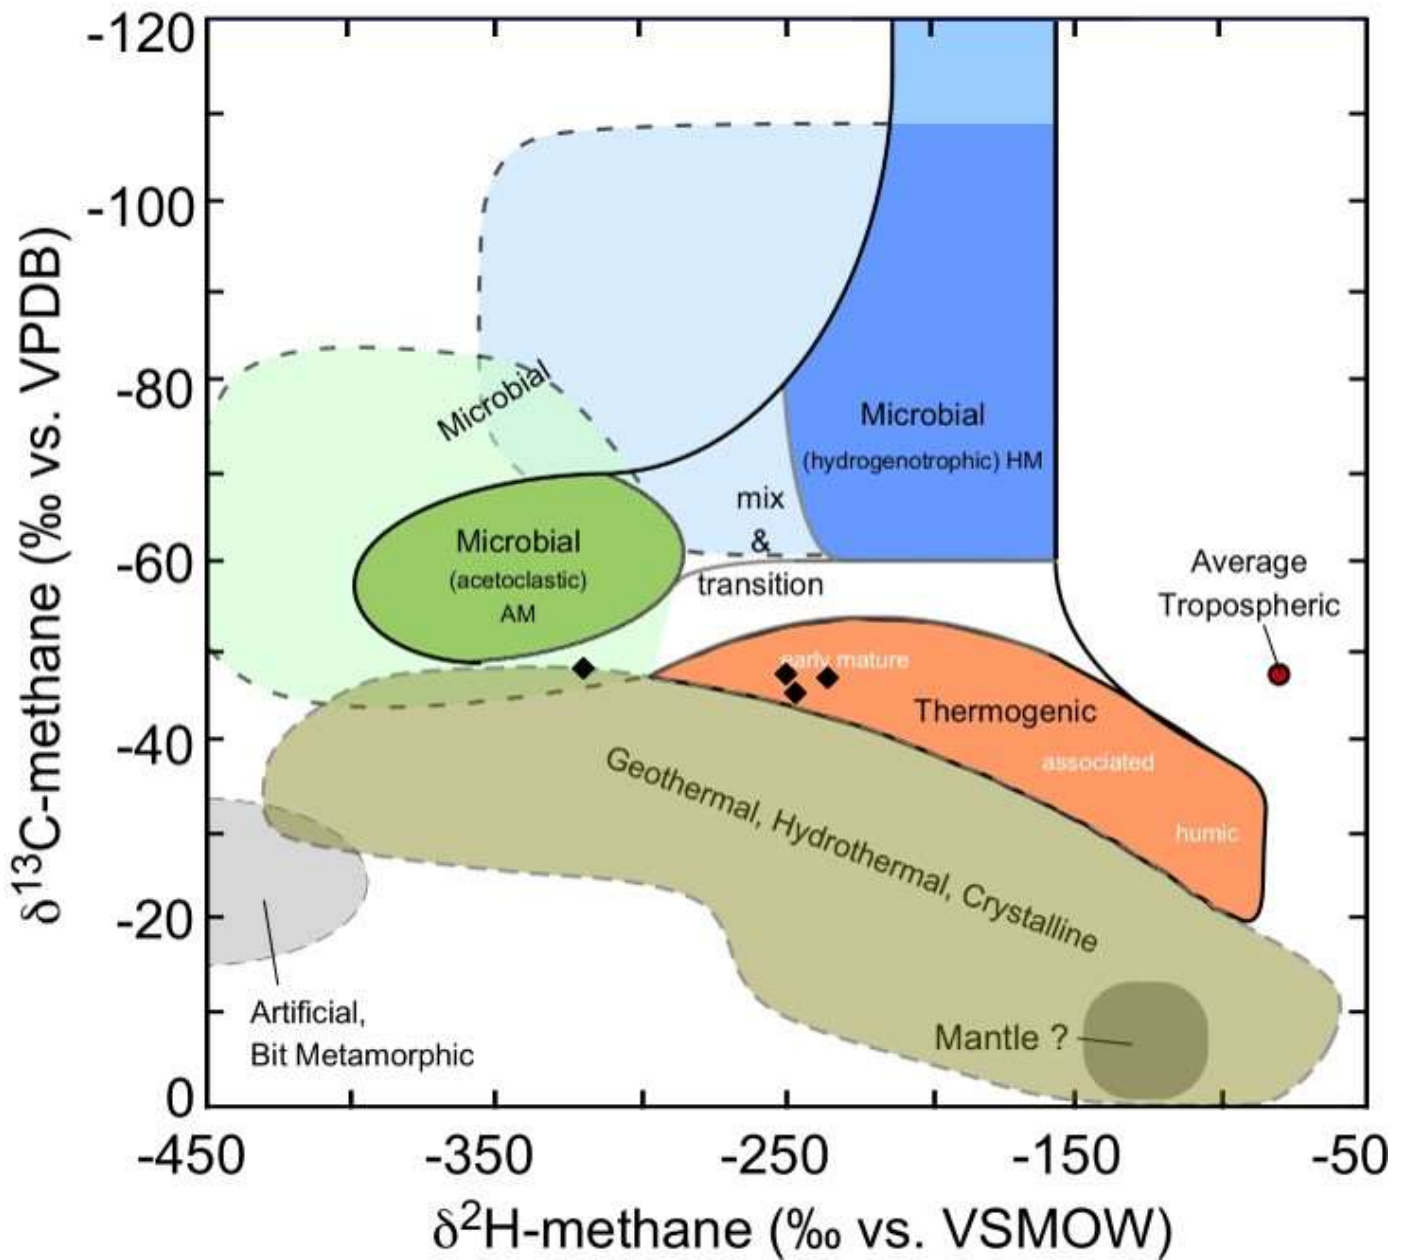 -120
-100
-80
-60
-40
-20
0
δ13C-methane (‰ vs. VPDB)
Microbial
Microbial
(hydrogenotrophic) HM
mix
&
transition
Microbial
(acetoclastic)
AM
Average
Tropospheric
early mature
Thermogenic
associated
humic
Geothermal, Hydrothermal, Crystalline
Artificial,
Bit Metamorphic
Mantle ?
-450
-350
-250
-150
-50
δ2H-methane (‰ vs. VSMOW)